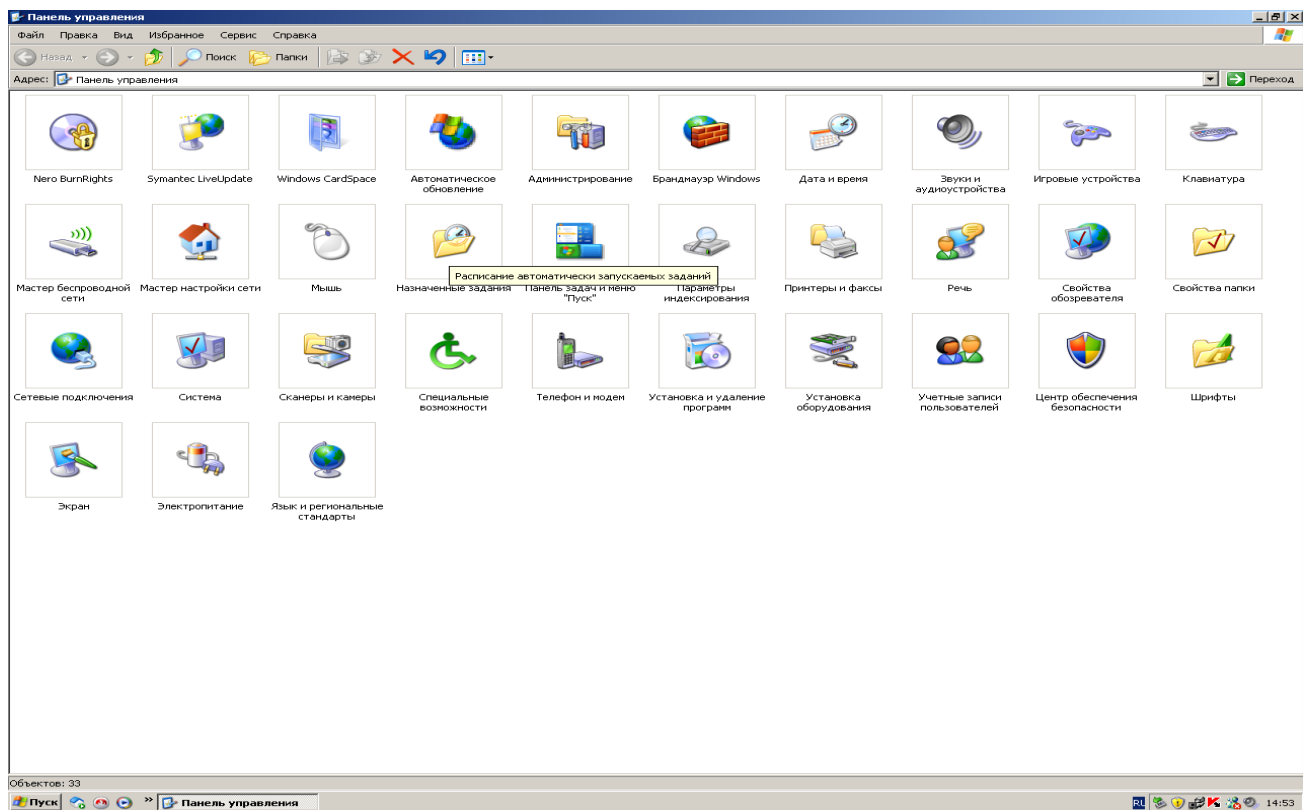 Панель управления
Файл Правка Вид Избранное Сервис Справка
Назад Поиск Папки
Адрес: Панель управления Переход
Nero BurnRights Symantec LiveUpdate Windows CardSpace Автоматическое обновление Администрирование Брандмауэр Windows Дата и время Звуки и аудиоустройства Игровые устройства Клавиатура
Расписание автоматически запускаемых заданий
Мастер беспроводной сети Мастер настройки сети Мышь Назначенные задания Панель задач и меню "Пуск" Параметры индексирования Принтеры и факсы Речь Свойства обозревателя Свойства папки
Сетевые подключения Система Сканеры и камеры Специальные возможности Телефон и модем Установка и удаление программ Установка оборудования Учетные записи пользователей Центр обеспечения безопасности Шрифты
Экран Электропитание Язык и региональные стандарты
Объектов: 33
Пуск » Панель управления RU 14:53